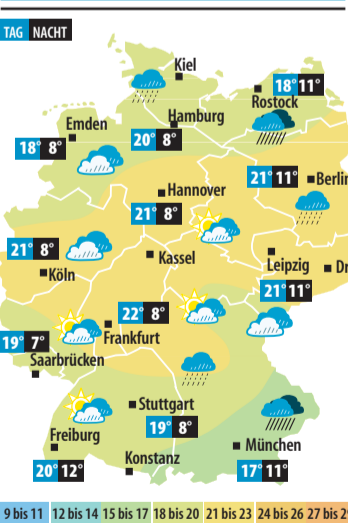 TAG NACHT
Kiel
18° 11°
Rostock
Hamburg
20° 8°
Emden
18° 8°
21° 11°
Hannover
21° 8°
21° 8°
Kassel
Leipzig
Köln
21° 11°
22° 8°
Frankfurt
19° 7°
Saarbrücken
Stuttgart
19° 8°
Freiburg
München
20° 12°
Konstanz
17° 11°
9 bis 11 12 bis 14 15 bis 17 18 bis 20 21 bis 23 24 bis 26